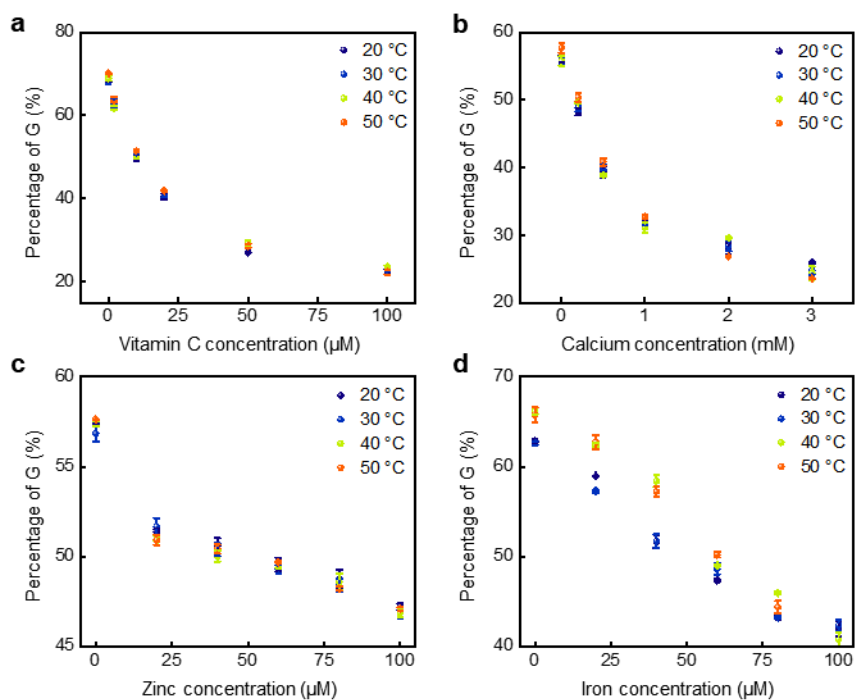 a
80
60
40
20
0
25
50
75
100
Percentage of G (%)
Vitamin C concentration (µM)
20 °C
30 °C
40 °C
50 °C
b
60
50
40
30
20
0
1
2
3
Percentage of G (%)
Calcium concentration (mM)
20 °C
30 °C
40 °C
50 °C
c
60
55
50
45
0
25
50
75
100
Percentage of G (%)
Zinc concentration (µM)
20 °C
30 °C
40 °C
50 °C
d
70
60
50
40
0
25
50
75
100
Percentage of G (%)
Iron concentration (µM)
20 °C
30 °C
40 °C
50 °C